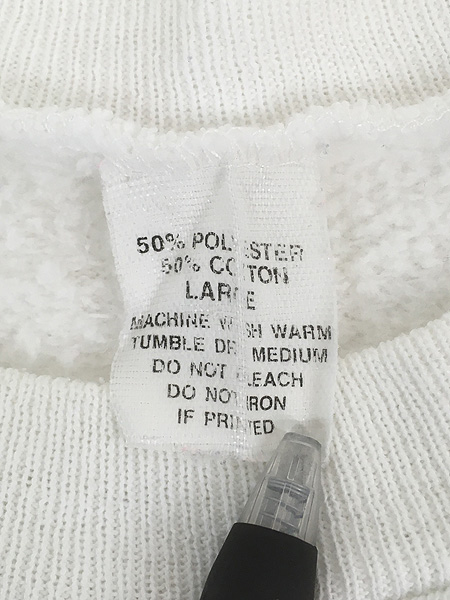 50% POLYESTER
50% COTTON
LARGE
MACHINE WASH WARM
TUMBLE DRY MEDIUM
DO NOT BLEACH
DO NOT IRON
IF PRINTED